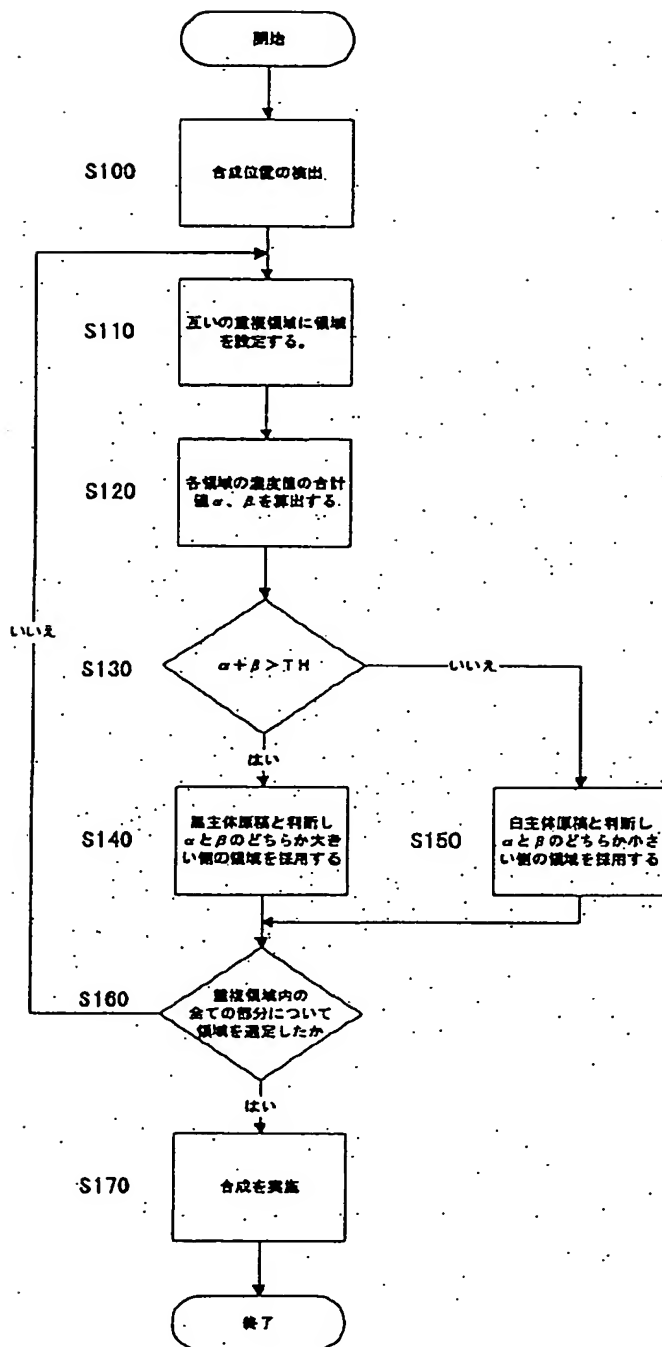 開始
S100
合成位置の検出
S110
互いの重複領域に領域
を設定する。
S120
各領域の濃度値の合計
値α、βを算出する
S130
α+β>TH
いいえ
いいえ
はい
S140
黒主体原稿と判断し
αとβのどちらか大き
い側の領域を採用する
S150
白主体原稿と判断し
αとβのどちらか小さ
い側の領域を採用する
S160
重複領域内の
全ての部分について
領域を選定したか
はい
S170
合成を実施
終了